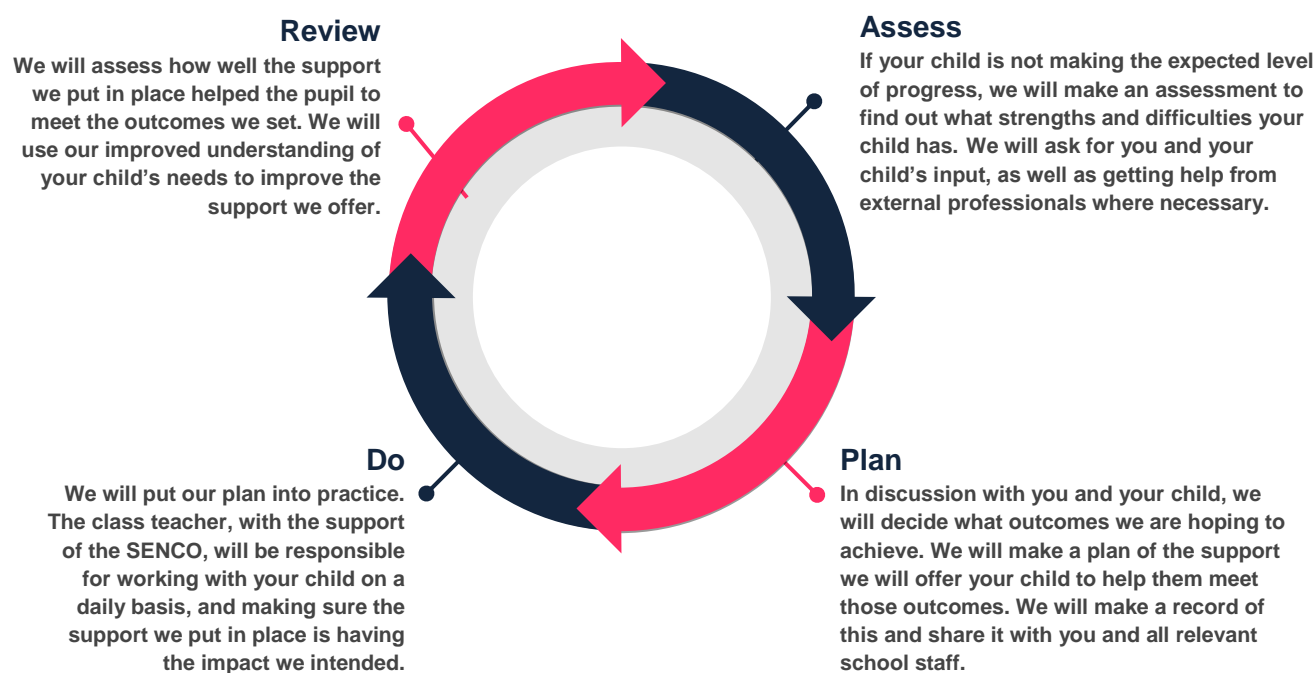 Review
We will assess how well the support
we put in place helped the pupil to
meet the outcomes we set. We will
use our improved understanding of
your child’s needs to improve the
support we offer.
Assess
If your child is not making the expected level
of progress, we will make an assessment to
find out what strengths and difficulties your
child has. We will ask for you and your
child’s input, as well as getting help from
external professionals where necessary.
Do
We will put our plan into practice.
The class teacher, with the support
of the SENCO, will be responsible
for working with your child on a
daily basis, and making sure the
support we put in place is having
the impact we intended.
Plan
In discussion with you and your child, we
will decide what outcomes we are hoping to
achieve. We will make a plan of the support
we will offer your child to help them meet
those outcomes. We will make a record of
this and share it with you and all relevant
school staff.